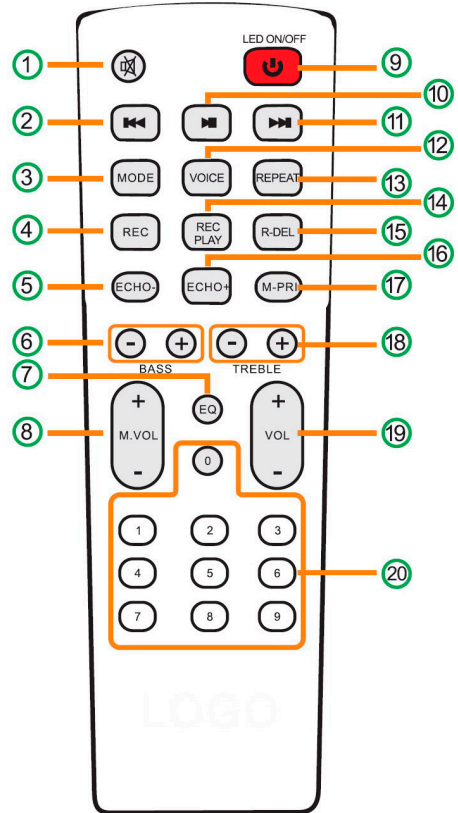 LED ON/OFF
1
9
2
10
11
3
MODE
VOICE
REPEAT
12
13
4
REC
REC
PLAY
R-DEL
14
15
5
ECHO-
ECHO+
M-PRI
16
17
6
- +
- +
18
BASS
TREBLE
7
EQ
8
+
M.VOL
-
+
VOL
-
19
0
1 2 3
4 5 6
20
7 8 9
LOGO